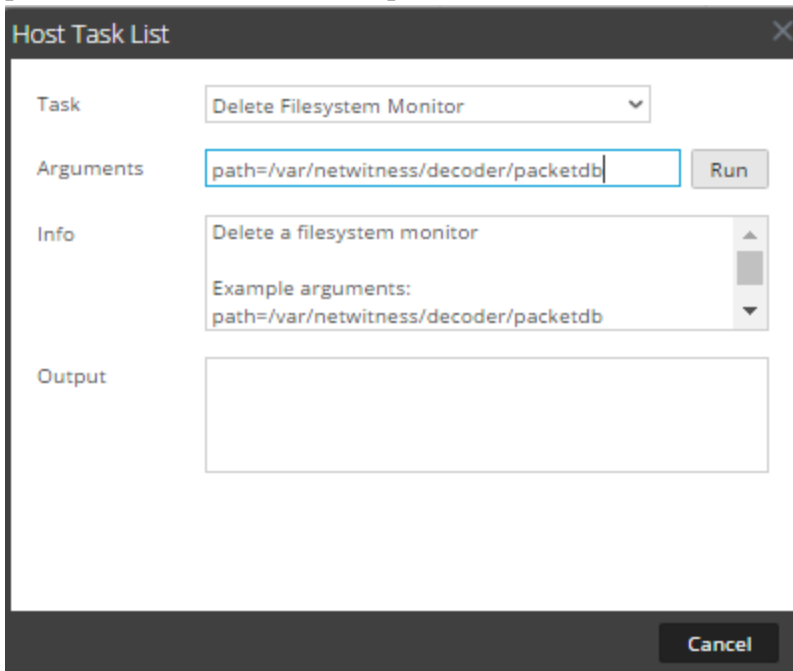 Host Task List
Task
Delete Filesystem Monitor
Arguments
path=/var/netwitness/decoder/packetdb
Run
Info
Delete a filesystem monitor
Example arguments:
path=/var/netwitness/decoder/packetdb
Output
Cancel